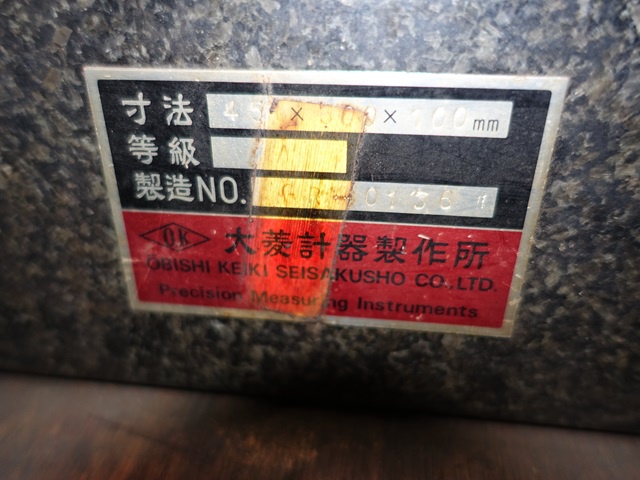 寸法 × × mm
等級
製造NO.
OK 大菱計器製作所
OBISHI KEIKI SEISAKUSHO CO.,LTD.
Precision Measuring Instruments